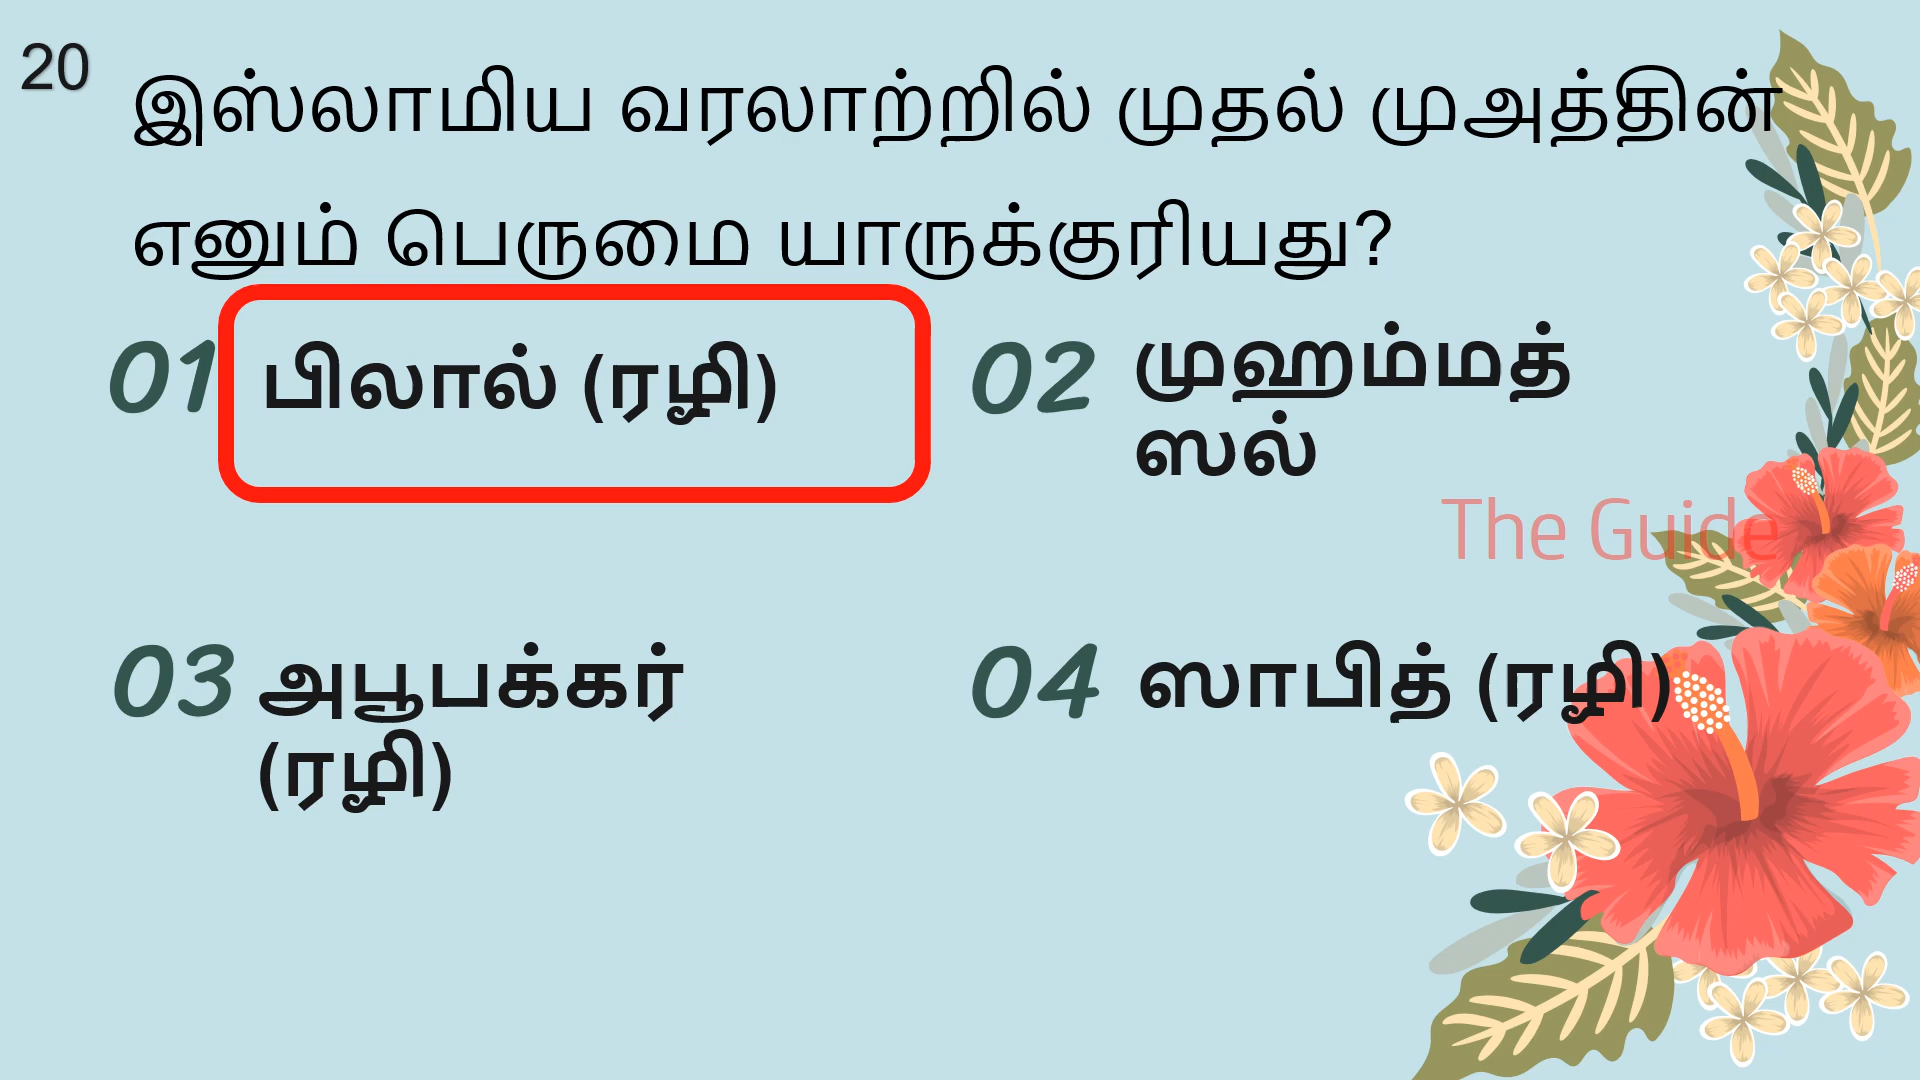 20
இஸ்லாமிய வரலாற்றில் முதல் முஅத்தின்
எனும் பெருமை யாருக்குரியது?
01 பிலால் (ரழி)
02 முஹம்மத்
ஸல்
The Guide
03 அபூபக்கர்
(ரழி)
04 ஸாபித் (ரழி)